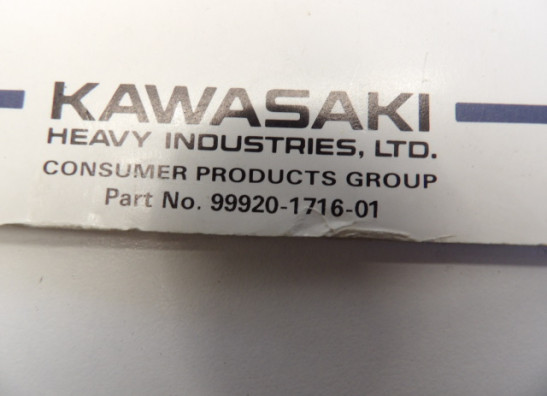 KAWASAKI
HEAVY INDUSTRIES, LTD.
CONSUMER PRODUCTS GROUP
Part No. 99920-1716-01